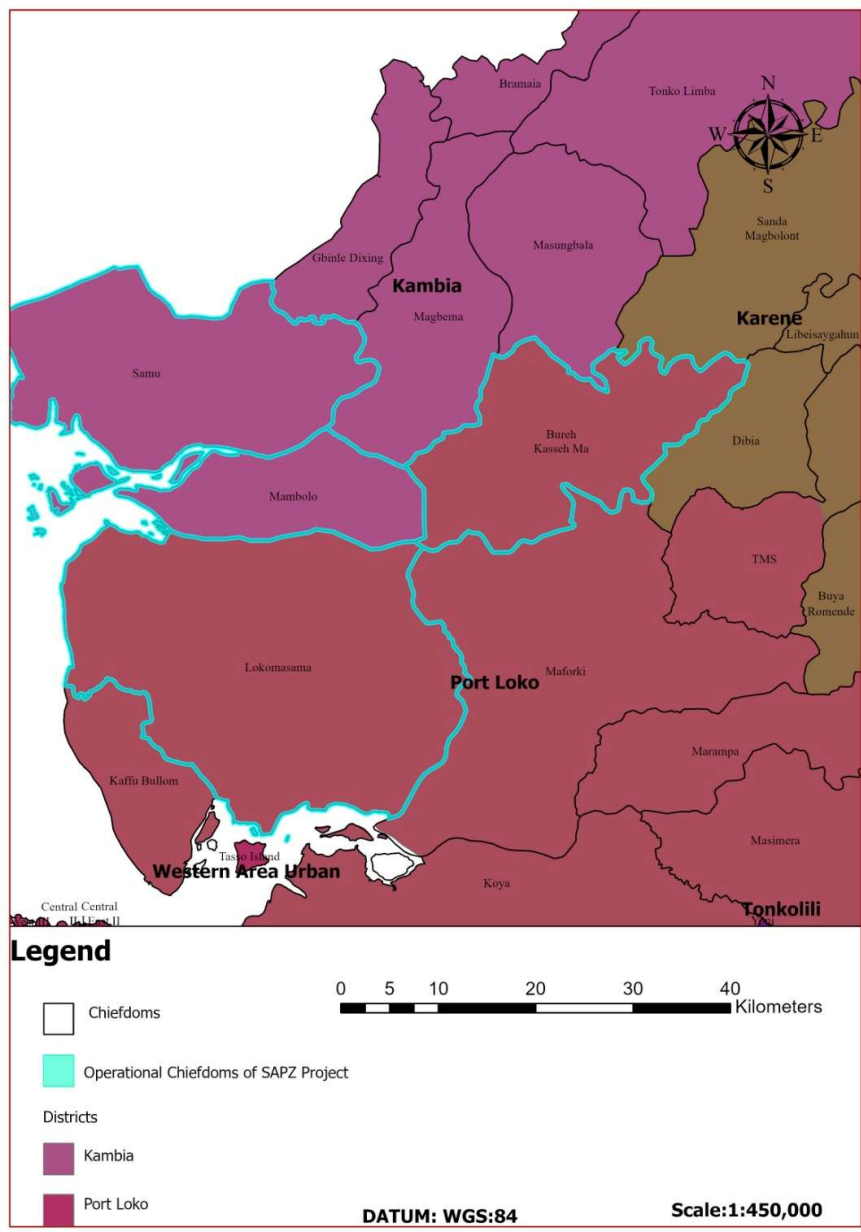 Bramaia
Tonko Limba
N
W
E
S
Sanda
Magbolont
Masungbala
Gbinle Dixing
Kambia
Magbema
Karene
Libeisaygahun
Samu
Bureh
Kasseh Ma
Dibia
Mambolo
TMS
Buya
Romende
Lokomasama
Maforki
Port Loko
Marampa
Kaffu Bullom
Masimera
Tasso Island
Western Area Urban
Koya
Tonkolili
Central Central
Legend
Chiefdoms
Operational Chiefdoms of SAPZ Project
Districts
Kambia
Port Loko
0 5 10 20 30 40
Kilometers
DATUM: WGS:84
Scale:1:450,000